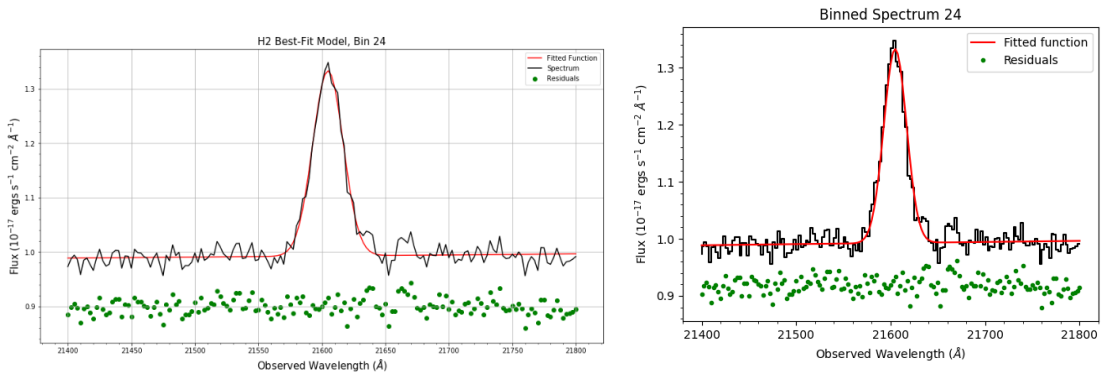 H2 Best-Fit Model, Bin 24
Fitted Function
Spectrum
Residuals
1.3
1.2
1.1
1.0
0.9
Flux (10⁻¹⁷ ergs s⁻¹ cm⁻² Å⁻¹)
21400
21450
21500
21550
21600
21650
21700
21750
21800
Observed Wavelength (Å)
Binned Spectrum 24
Fitted function
Residuals
1.3
1.2
1.1
1.0
0.9
Flux (10⁻¹⁷ ergs s⁻¹ cm⁻² Å⁻¹)
21400
21500
21600
21700
21800
Observed Wavelength (Å)